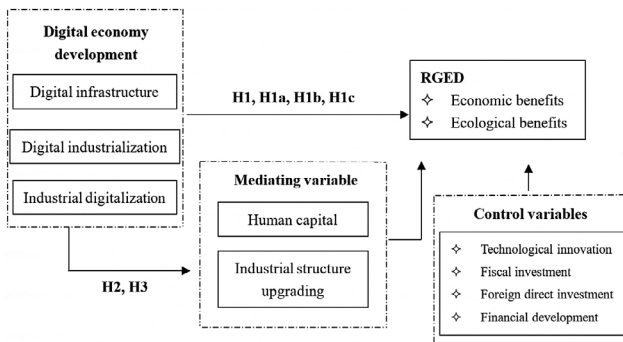 Digital economy
development
Digital infrastructure
Digital industrialization
Industrial digitalization
H1, H1a, H1b, H1c
RGED
✧ Economic benefits
✧ Ecological benefits
H2, H3
Mediating variable
Human capital
Industrial structure
upgrading
Control variables
✧ Technological innovation
✧ Fiscal investment
✧ Foreign direct investment
✧ Financial development